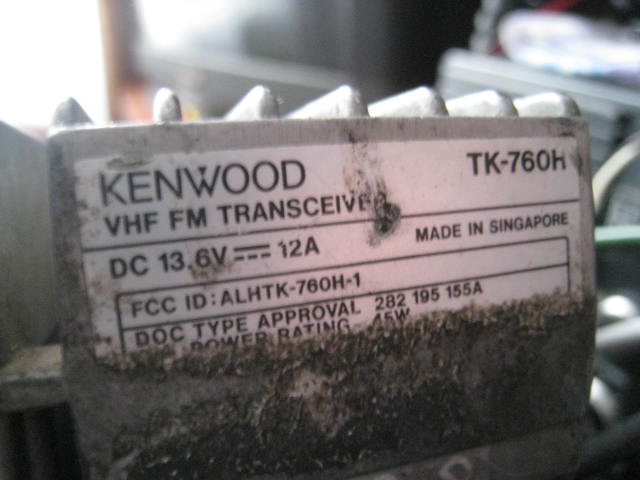 KENWOOD TK-760H
VHF FM TRANSCEIVER
DC 13.6V 12A MADE IN SINGAPORE
FCC ID:ALHTK-760H-1
DOC TYPE APPROVAL 282 195 155A
POWER RATING 45W